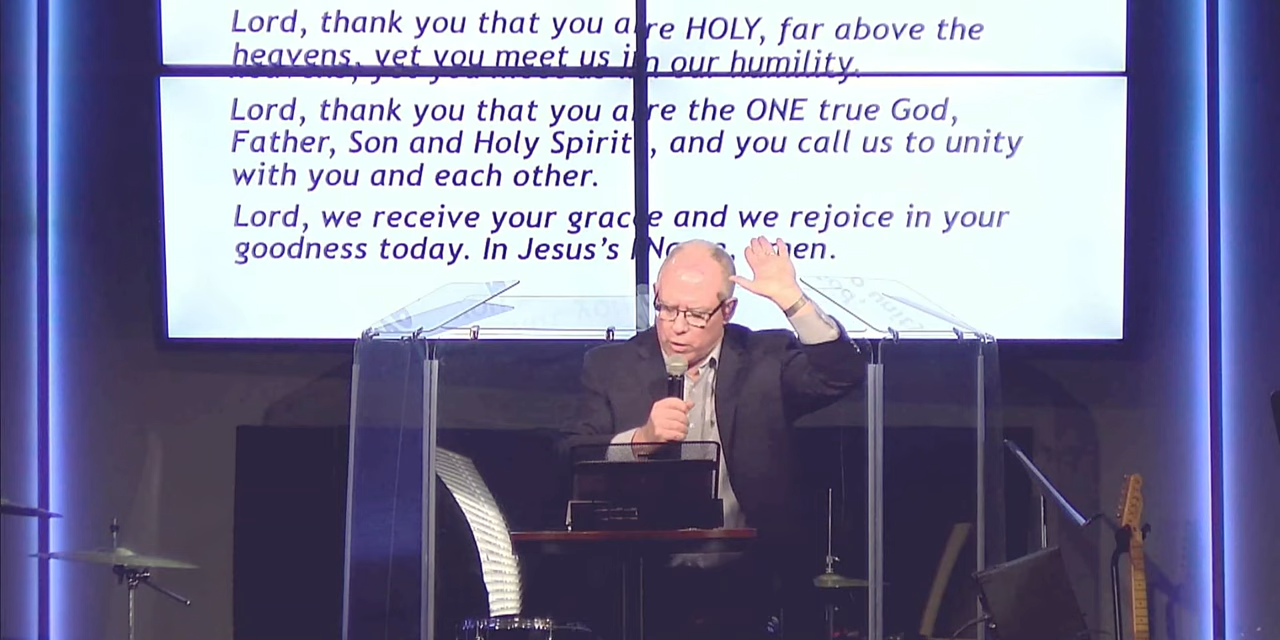 Lord, thank you that you are HOLY, far above the
heavens, yet you meet us in our humility.
Lord, thank you that you are the ONE true God,
Father, Son and Holy Spirit, and you call us to unity
with you and each other.
Lord, we receive your grace and we rejoice in your
goodness today. In Jesus's